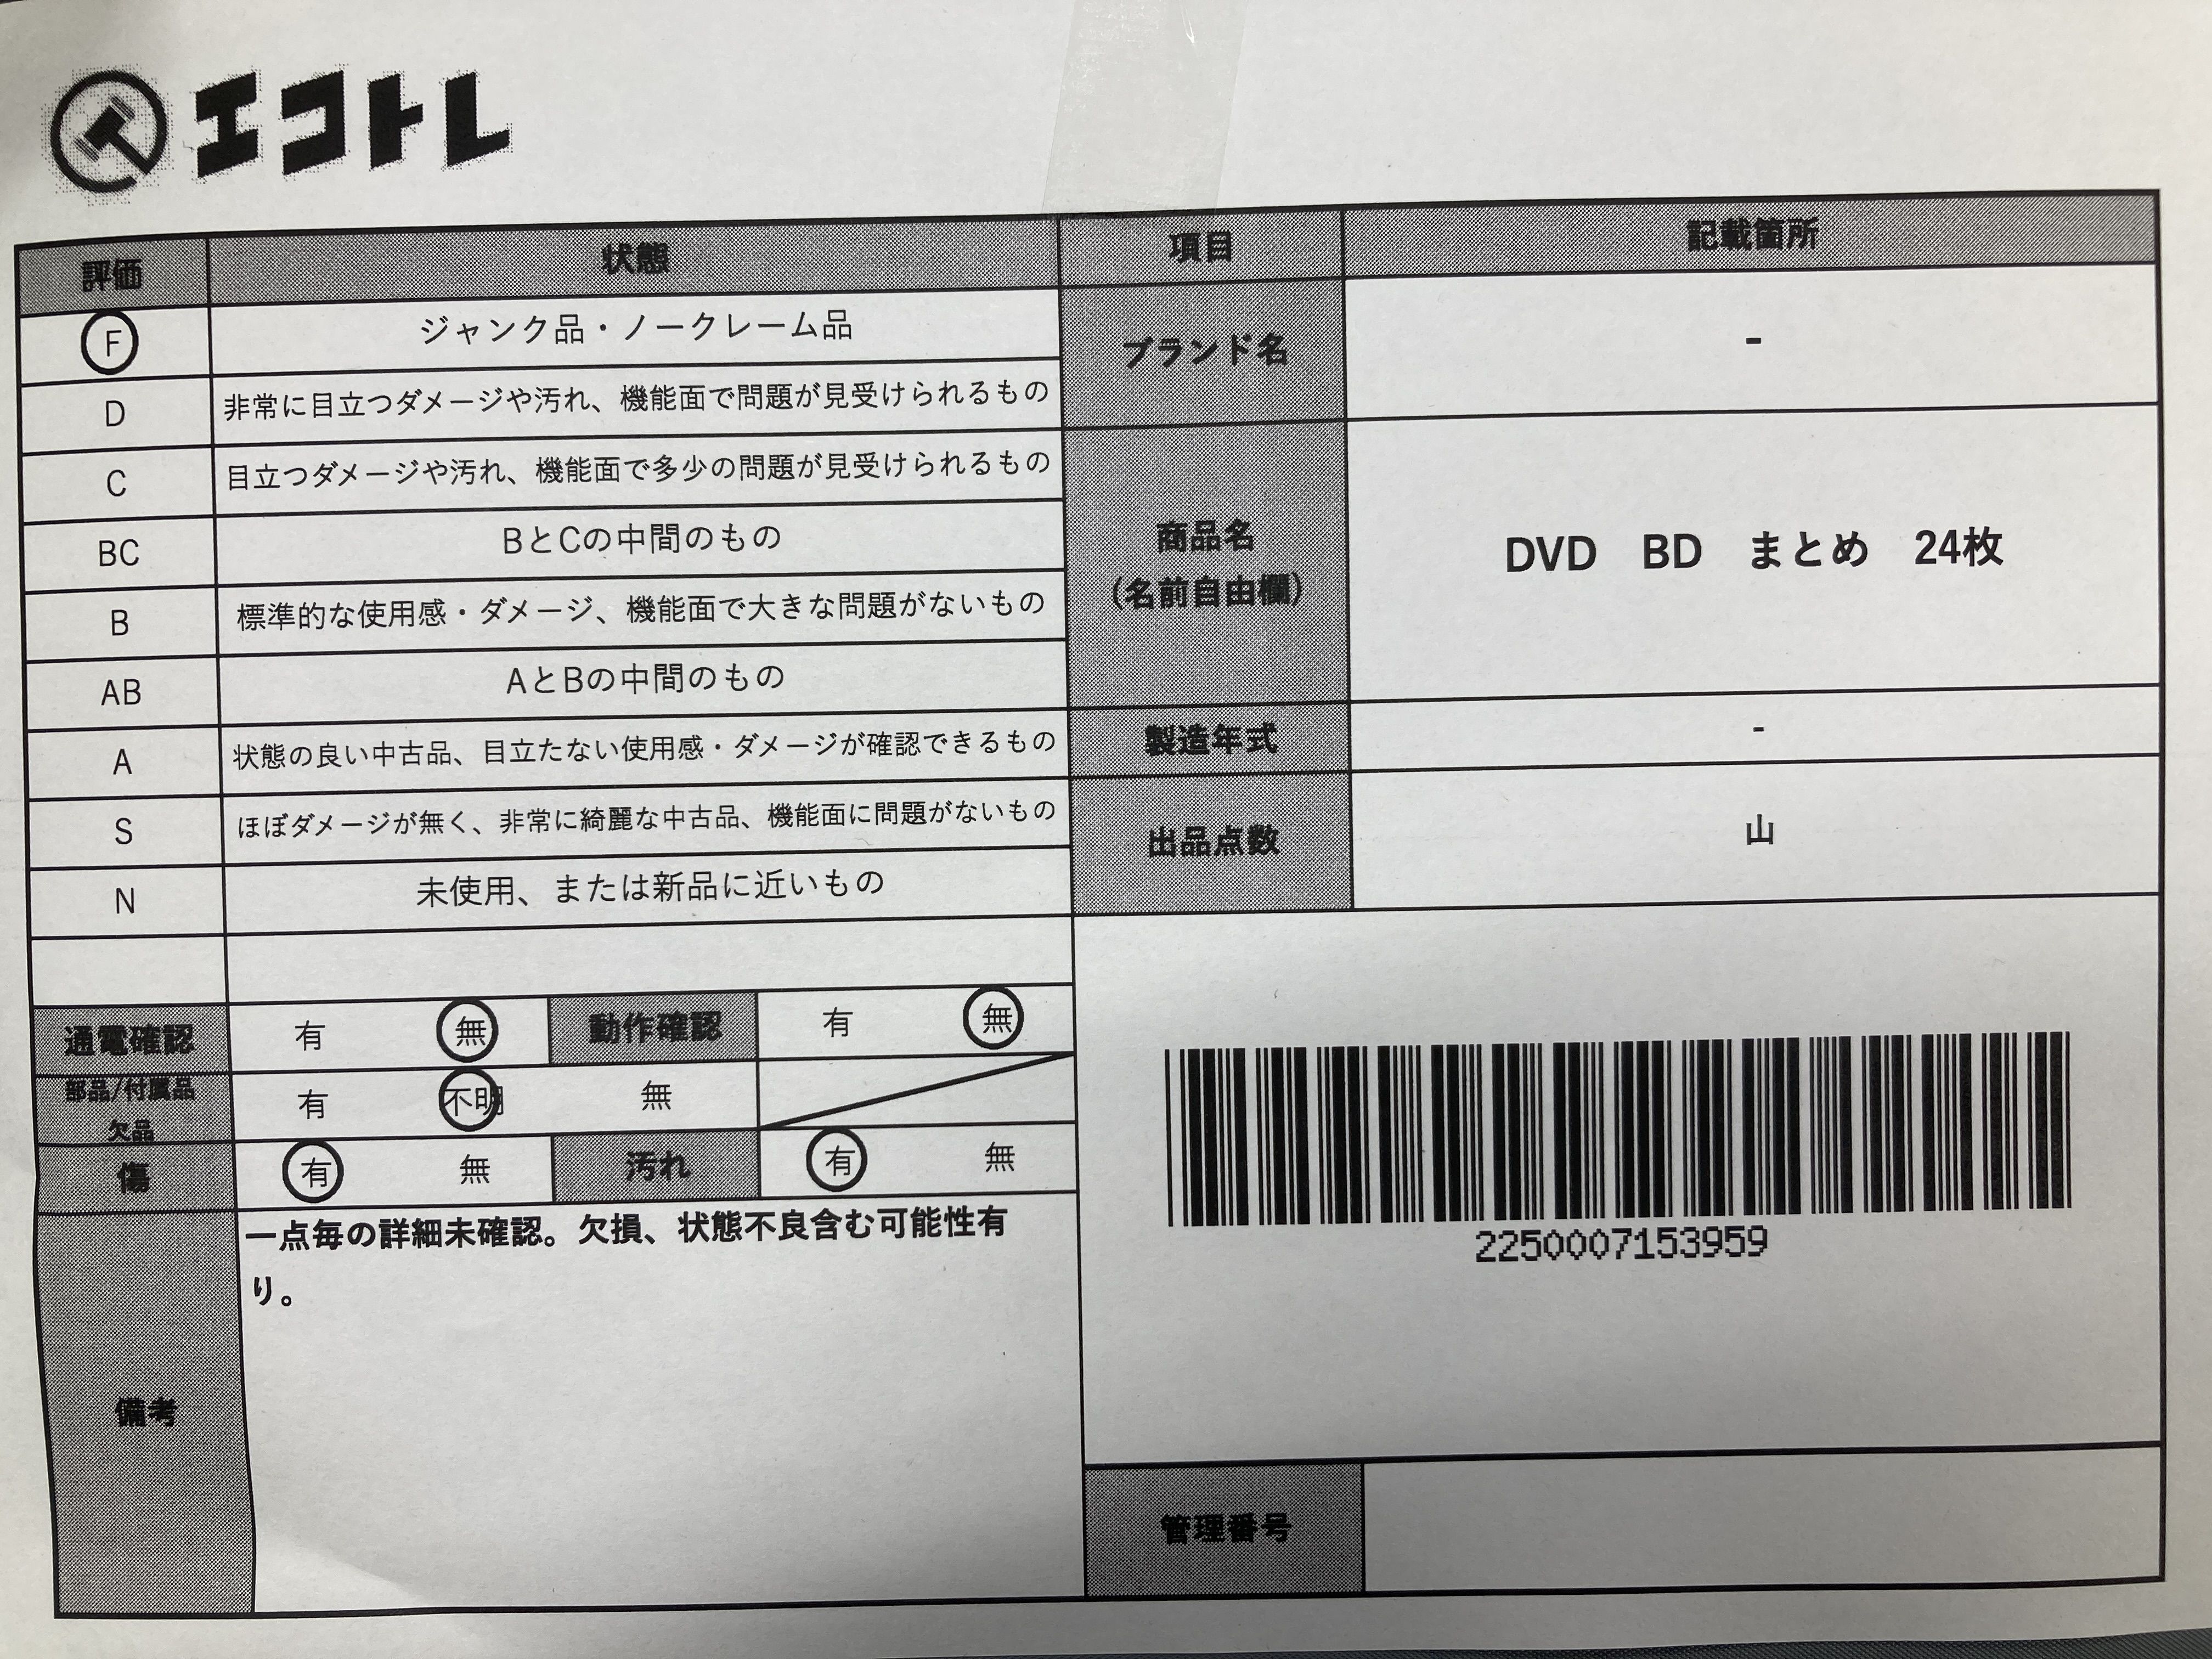 エコトレ
評価 状態 項目 記載箇所
F ジャンク品・ノークレーム品
D 非常に目立つダメージや汚れ、機能面で問題が見受けられるもの
C 目立つダメージや汚れ、機能面で多少の問題が見受けられるもの
BC BとCの中間のもの
B 標準的な使用感・ダメージ、機能面で大きな問題がないもの
AB AとBの中間のもの
A 状態の良い中古品、目立たない使用感・ダメージが確認できるもの
S ほぼダメージが無く、非常に綺麗な中古品、機能面に問題がないもの
N 未使用、または新品に近いもの
ブランド名 -
商品名
(名前自由欄)
DVD BD まとめ 24枚
製造年式 -
出品点数 山
通電確認 有 無 動作確認 有 無
部品/付属品
欠品
有 不明 無
傷 有 無 汚れ 有 無
備考
一点毎の詳細未確認。欠損、状態不良含む可能性有
り。
2250007153959
管理番号